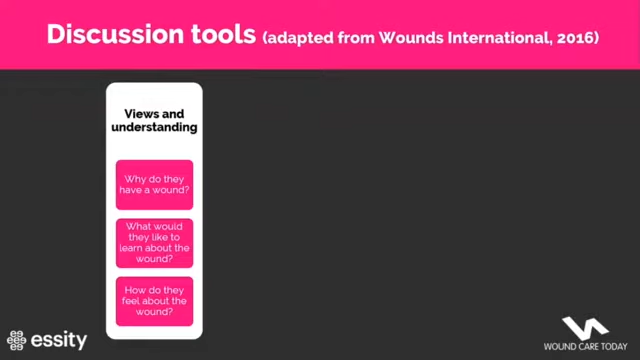 Discussion tools (adapted from Wounds International, 2016)
Views and
understanding
Why do they
have a wound?
What would
they like to
learn about the
wound?
How do they
feel about the
wound?
essity
WOUND CARE TODAY